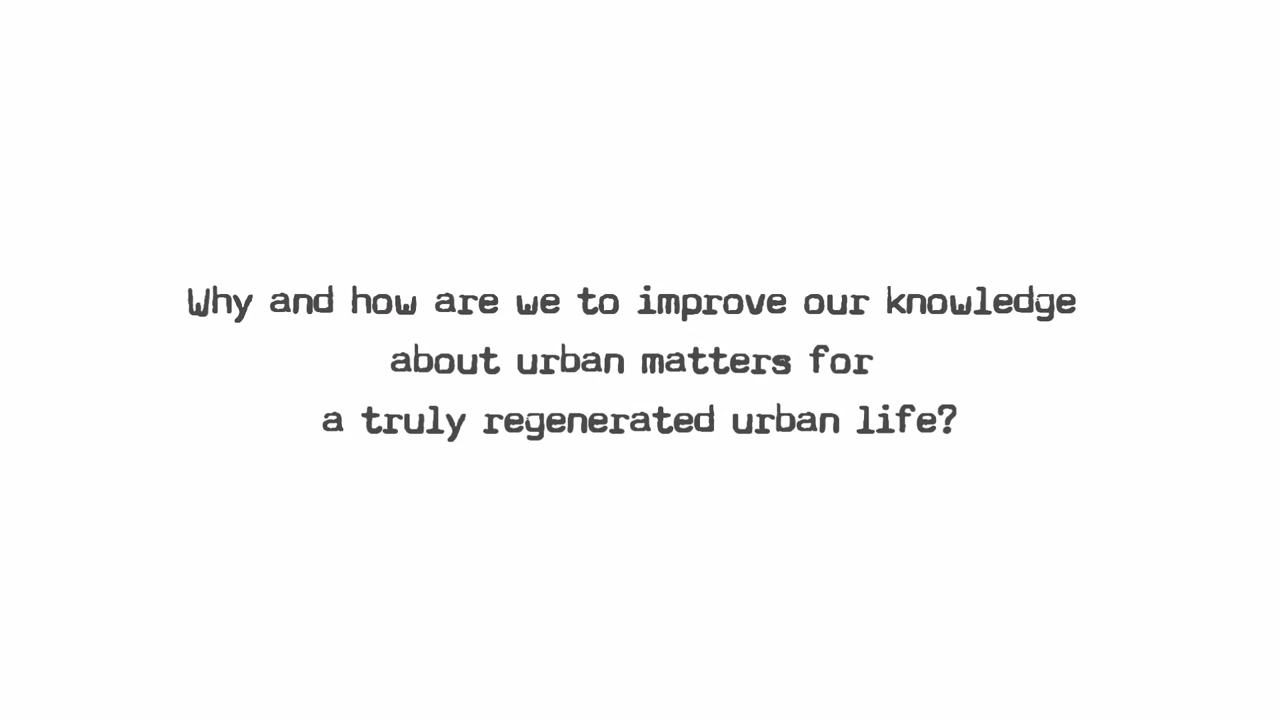 Why and how are we to improve our knowledge
about urban matters for
a truly regenerated urban life?